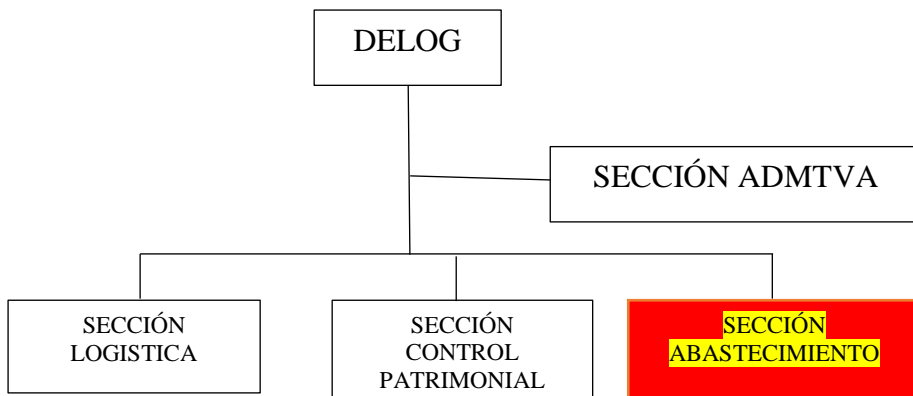 DELOG
SECCIÓN ADMTVA
SECCIÓN
LOGISTICA
SECCIÓN
CONTROL
PATRIMONIAL
SECCIÓN
ABASTECIMIENTO